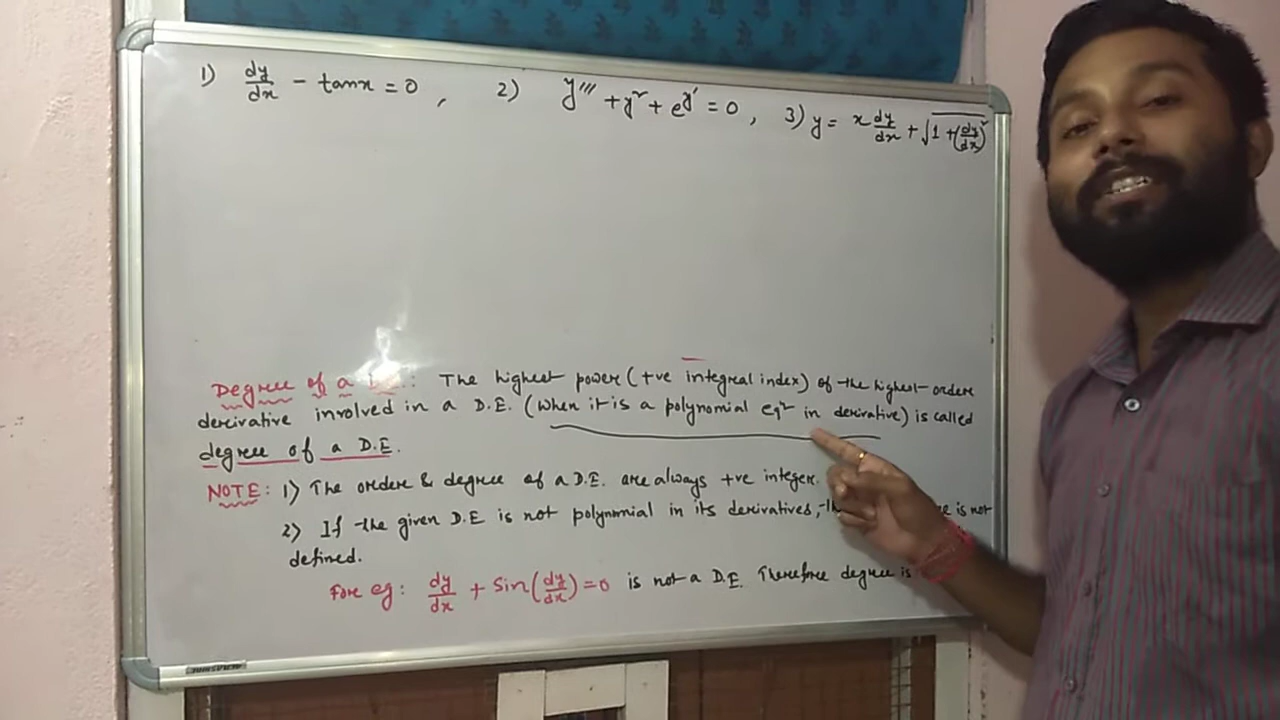 1) dy/dx - tanx = 0 , 2) y''' + y² + e^y' = 0 , 3) y = x dy/dx + √1 + (dy/dx)²
Degree of a : The highest power (+ve integral index) of the highest order
derivative involved in a D.E. (when it is a polynomial eqn in derivative) is called
degree of a D.E.
NOTE: 1) The order & degree of a D.E. are always +ve integer.
2) If the given D.E is not polynomial in its derivatives, is not
defined.
For eg: dy/dx + Sin(dy/dx) = 0 is not a D.E. Therefore degree is